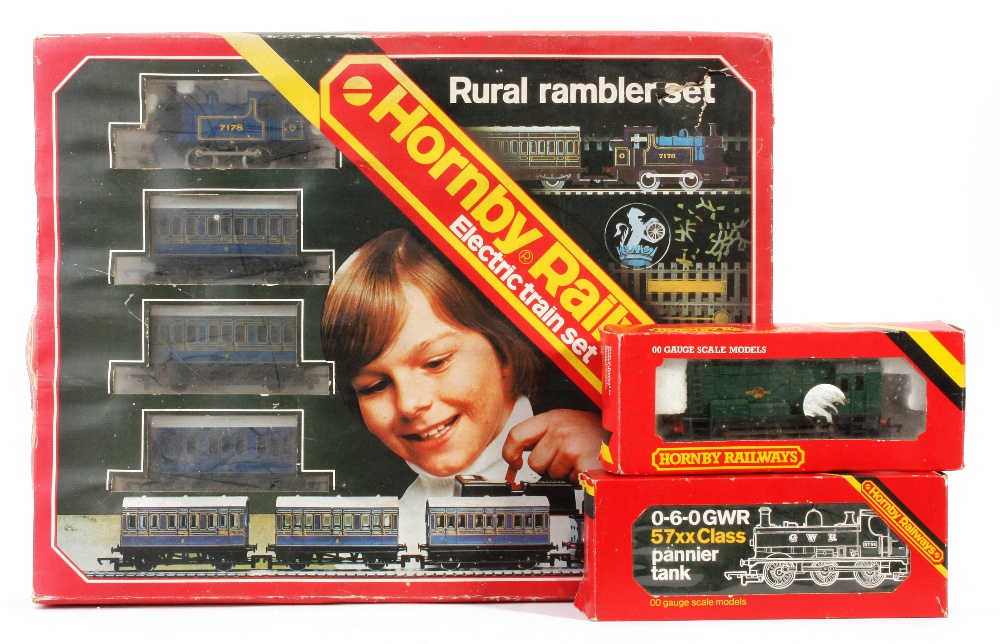 Rural rambler set
Hornby® Rail
Electric train set
7178
7178
00 GAUGE SCALE MODELS
HORNBY RAILWAYS
0-6-0 GWR
57xx Class
pannier
tank
00 gauge scale models
Hornby Railways
G W R